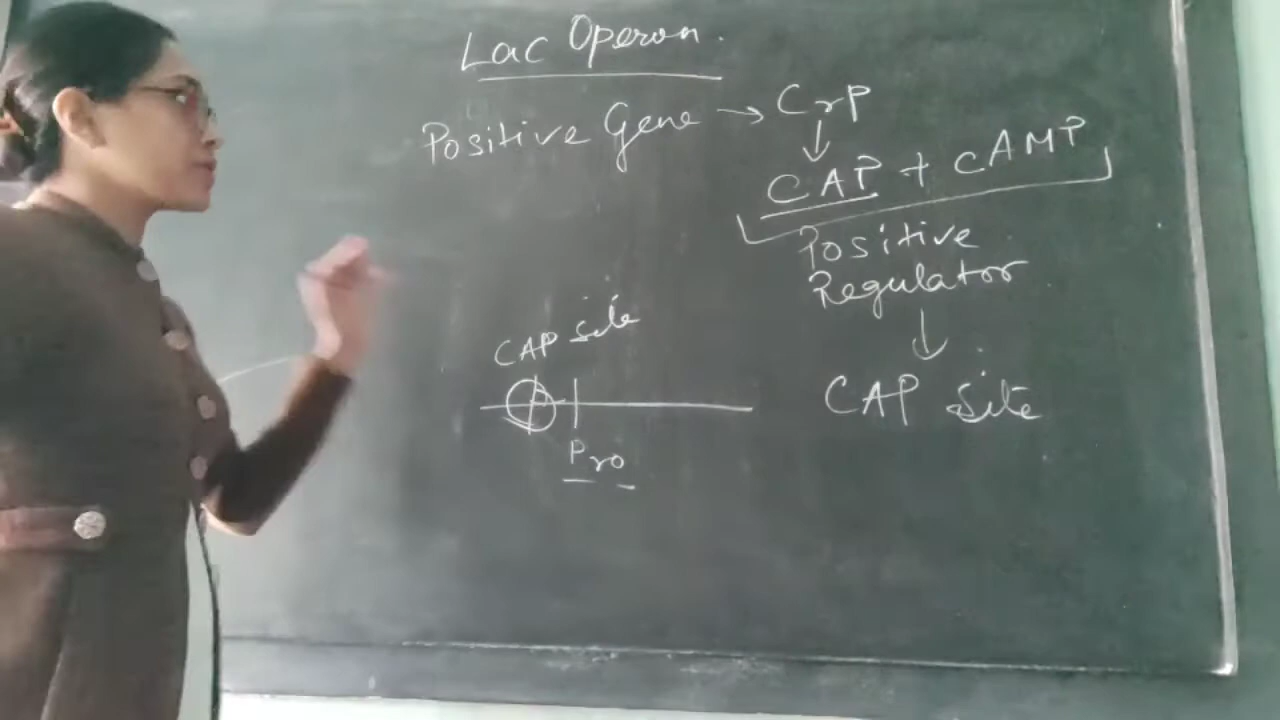 Lac Operon.
Positive Gene → CrP
↓
CAP + cAMP
Positive
Regulator
↓
CAP site
CAP site
Pro